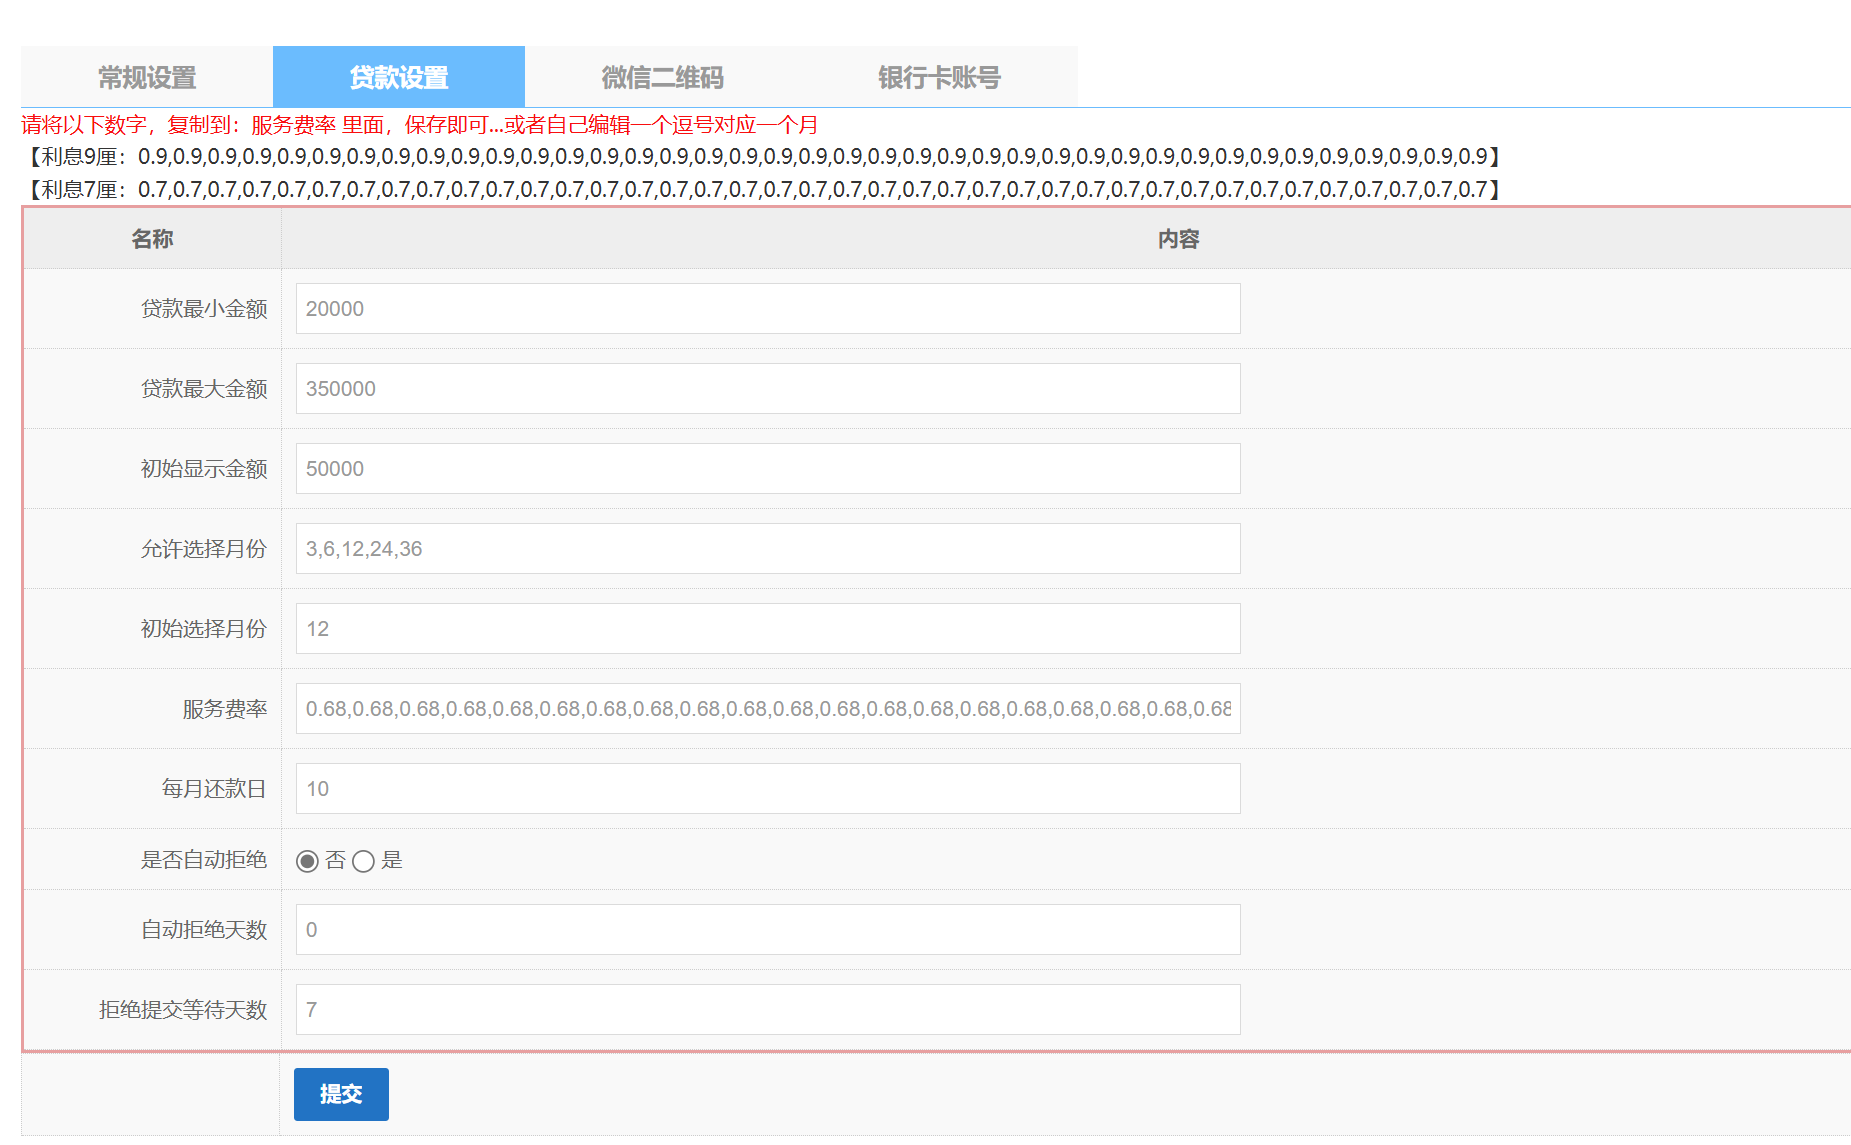 常规设置 贷款设置 微信二维码 银行卡账号
请将以下数字，复制到：服务费率 里面，保存即可...或者自己编辑一个逗号对应一个月
【利息9厘：0.9,0.9,0.9,0.9,0.9,0.9,0.9,0.9,0.9,0.9,0.9,0.9,0.9,0.9,0.9,0.9,0.9,0.9,0.9,0.9,0.9,0.9,0.9,0.9,0.9,0.9,0.9,0.9,0.9,0.9,0.9,0.9,0.9,0.9,0.9,0.9,0.9,0.9,0.9】
【利息7厘：0.7,0.7,0.7,0.7,0.7,0.7,0.7,0.7,0.7,0.7,0.7,0.7,0.7,0.7,0.7,0.7,0.7,0.7,0.7,0.7,0.7,0.7,0.7,0.7,0.7,0.7,0.7,0.7,0.7,0.7,0.7,0.7,0.7,0.7,0.7,0.7,0.7,0.7,0.7】
名称 内容
贷款最小金额 20000
贷款最大金额 350000
初始显示金额 50000
允许选择月份 3,6,12,24,36
初始选择月份 12
服务费率 0.68,0.68,0.68,0.68,0.68,0.68,0.68,0.68,0.68,0.68,0.68,0.68,0.68,0.68,0.68,0.68,0.68,0.68,0.68,0.68
每月还款日 10
是否自动拒绝 否 是
自动拒绝天数 0
拒绝提交等待天数 7
提交